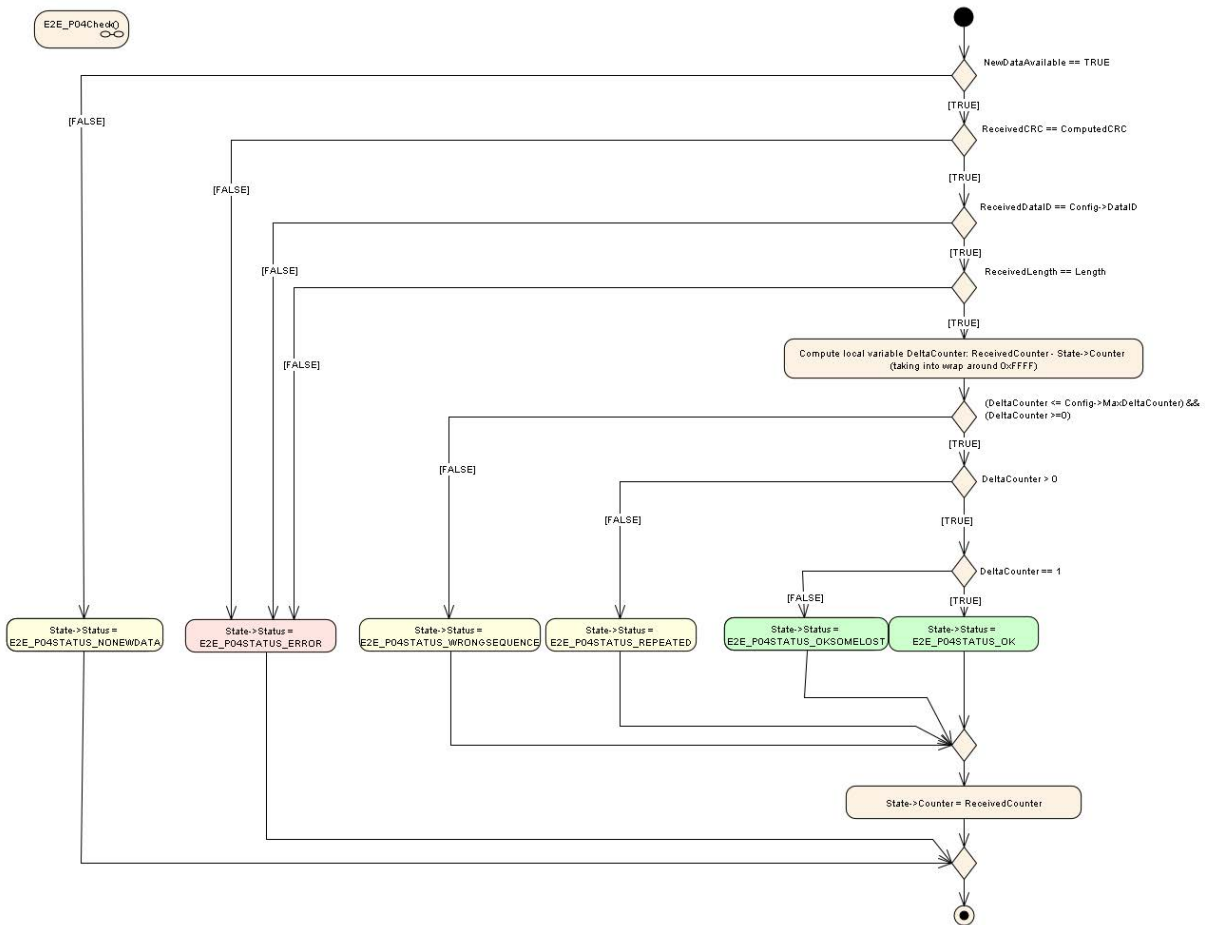 E2E_P04Check()
NewDataAvailable == TRUE
[FALSE]
[TRUE]
ReceivedCRC == ComputedCRC
[FALSE]
[TRUE]
ReceivedDataID == Config->DataID
[FALSE]
[TRUE]
ReceivedLength == Length
[FALSE]
[TRUE]
Compute local variable DeltaCounter: ReceivedCounter - State->Counter
(taking into wrap around 0xFFFF)
(DeltaCounter <= Config->MaxDeltaCounter) &&
(DeltaCounter >=0)
[FALSE]
[TRUE]
DeltaCounter > 0
[FALSE]
[TRUE]
DeltaCounter == 1
[FALSE]
[TRUE]
State->Status =
E2E_P04STATUS_NONEWDATA
State->Status =
E2E_P04STATUS_ERROR
State->Status =
E2E_P04STATUS_WRONGSEQUENCE
State->Status =
E2E_P04STATUS_REPEATED
State->Status =
E2E_P04STATUS_OKSOMELOST
State->Status =
E2E_P04STATUS_OK
State->Counter = ReceivedCounter